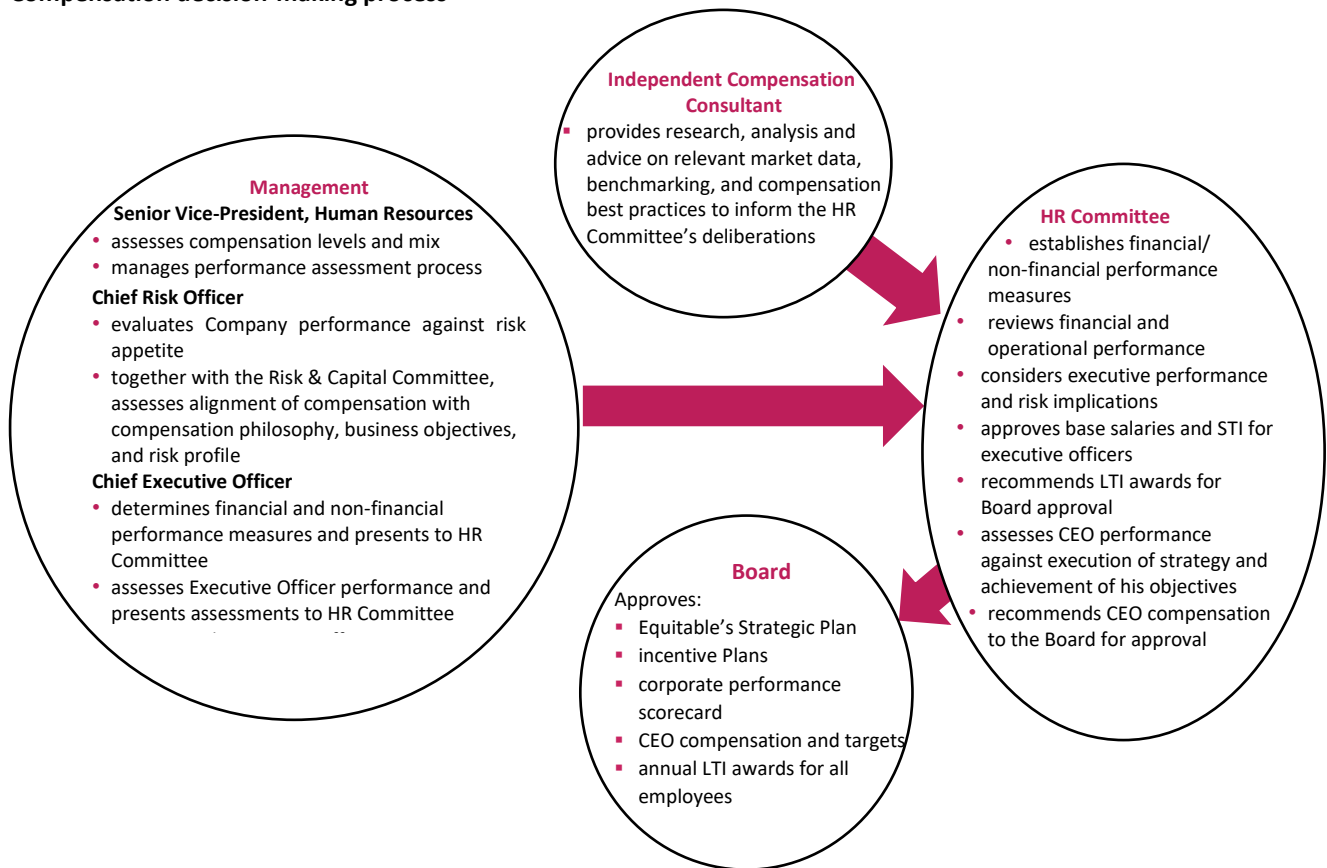 Compensation decision-making process
Independent Compensation
Consultant
▪ provides research, analysis and
advice on relevant market data,
benchmarking, and compensation
best practices to inform the HR
Committee’s deliberations
Management
Senior Vice-President, Human Resources
• assesses compensation levels and mix
• manages performance assessment process
Chief Risk Officer
• evaluates Company performance against risk
appetite
• together with the Risk & Capital Committee,
assesses alignment of compensation with
compensation philosophy, business objectives,
and risk profile
Chief Executive Officer
• determines financial and non-financial
performance measures and presents to HR
Committee
• assesses Executive Officer performance and
presents assessments to HR Committee
HR Committee
• establishes financial/
non-financial performance
measures
• reviews financial and
operational performance
• considers executive performance
and risk implications
• approves base salaries and STI for
executive officers
• recommends LTI awards for
Board approval
• assesses CEO performance
against execution of strategy and
achievement of his objectives
• recommends CEO compensation
to the Board for approval
Board
Approves:
▪ Equitable’s Strategic Plan
▪ incentive Plans
▪ corporate performance
scorecard
▪ CEO compensation and targets
▪ annual LTI awards for all
employees